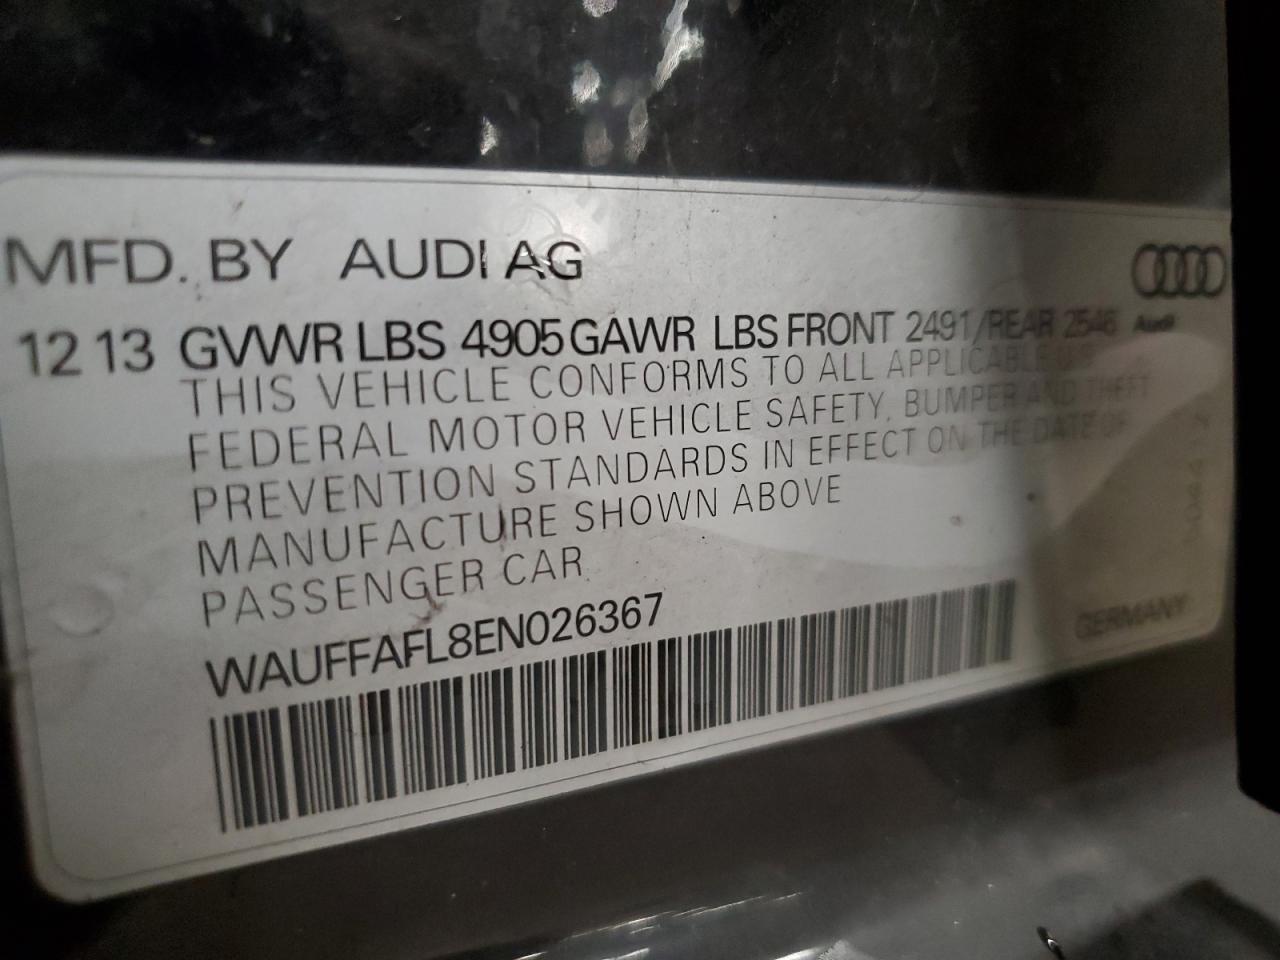 MFD. BY AUDI AG
12 13 GVWR LBS 4905 GAWR LBS FRONT 2491/REAR 2546 Audi
THIS VEHICLE CONFORMS TO ALL APPLICABLE US
FEDERAL MOTOR VEHICLE SAFETY, BUMPER AND THEFT
PREVENTION STANDARDS IN EFFECT ON THE DATE OF
MANUFACTURE SHOWN ABOVE
PASSENGER CAR
WAUFFAFL8EN026367
GERMANY